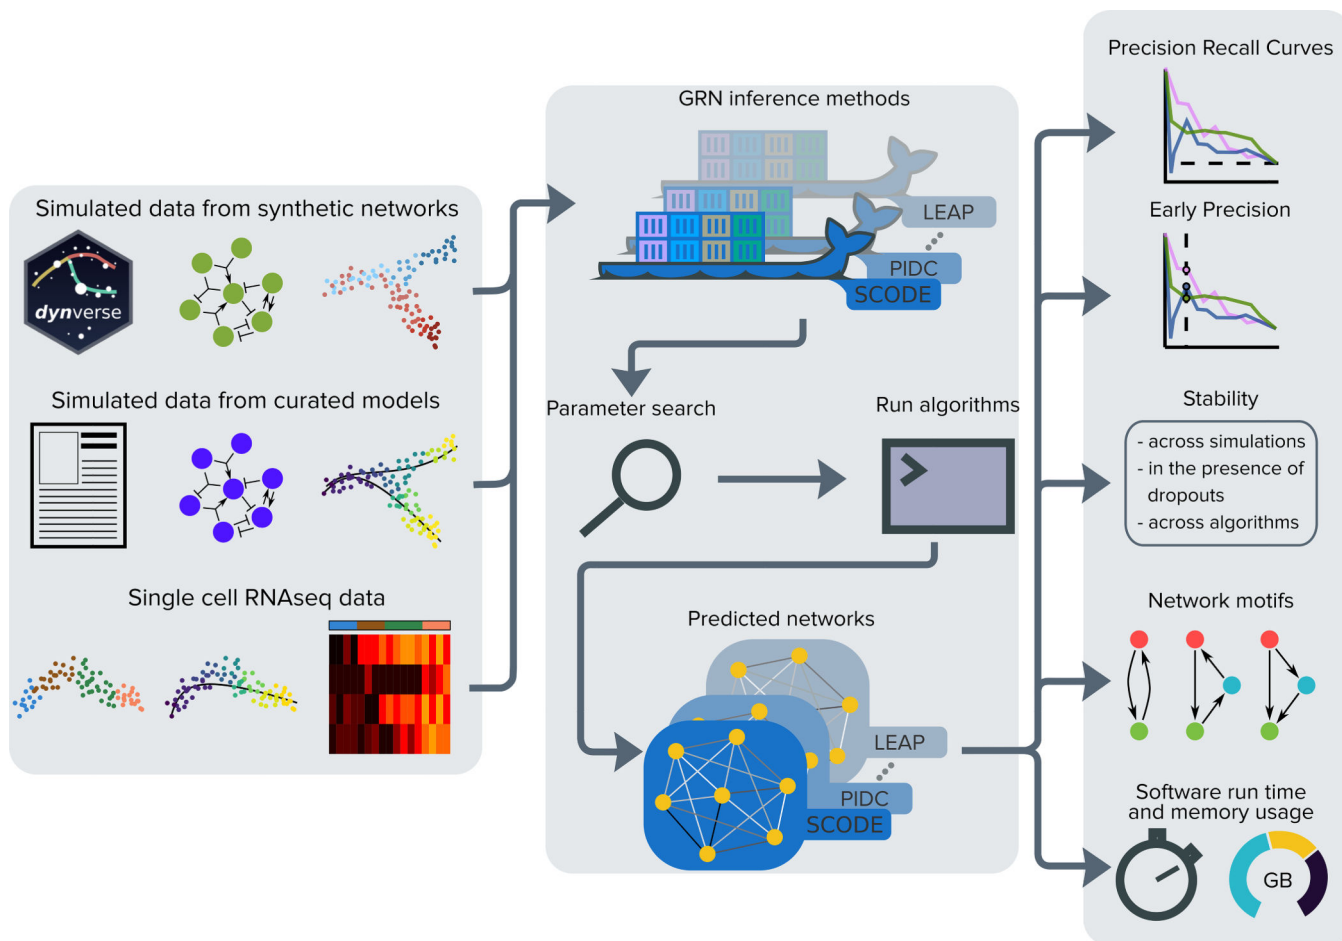 Simulated data from synthetic networks
dynverse
Simulated data from curated models
Single cell RNAseq data
GRN inference methods
LEAP
PIDC
SCODE
Parameter search
Run algorithms
Predicted networks
LEAP
PIDC
SCODE
Precision Recall Curves
Early Precision
Stability
- across simulations
- in the presence of
dropouts
- across algorithms
Network motifs
Software run time
and memory usage
GB